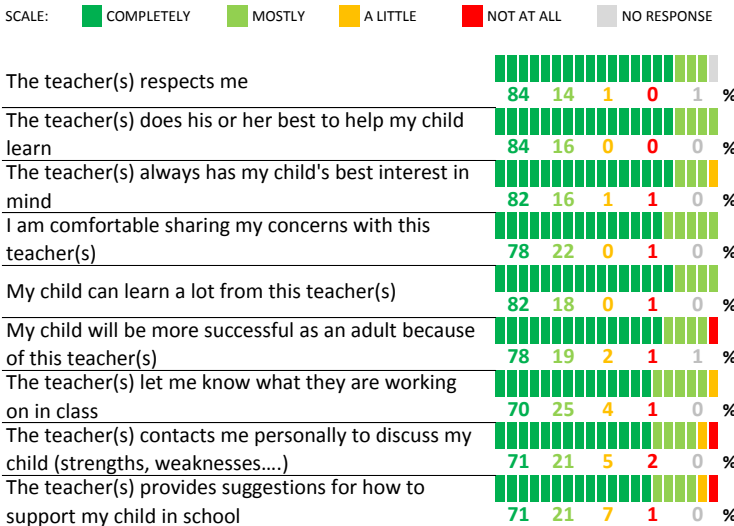 SCALE: COMPLETELY MOSTLY A LITTLE NOT AT ALL NO RESPONSE
The teacher(s) respects me
84 14 1 0 1 %
The teacher(s) does his or her best to help my child
learn
84 16 0 0 0 %
The teacher(s) always has my child's best interest in
mind
82 16 1 1 0 %
I am comfortable sharing my concerns with this
teacher(s)
78 22 0 1 0 %
My child can learn a lot from this teacher(s)
82 18 0 1 0 %
My child will be more successful as an adult because
of this teacher(s)
78 19 2 1 1 %
The teacher(s) let me know what they are working
on in class
70 25 4 1 0 %
The teacher(s) contacts me personally to discuss my
child (strengths, weaknesses....)
71 21 5 2 0 %
The teacher(s) provides suggestions for how to
support my child in school
71 21 7 1 0 %